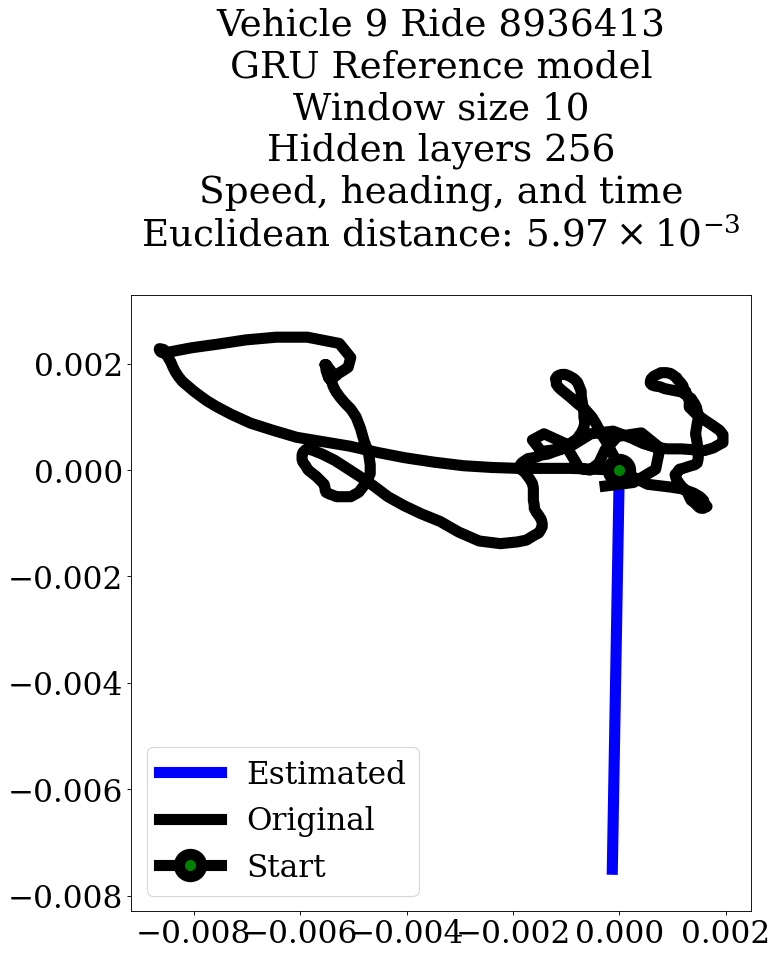 Vehicle 9 Ride 8936413
GRU Reference model
Window size 10
Hidden layers 256
Speed, heading, and time
Euclidean distance: 5.97 × 10⁻³
0.002
0.000
−0.002
−0.004
−0.006
−0.008
Estimated
Original
Start
−0.008 −0.006 −0.004 −0.002 0.000 0.002